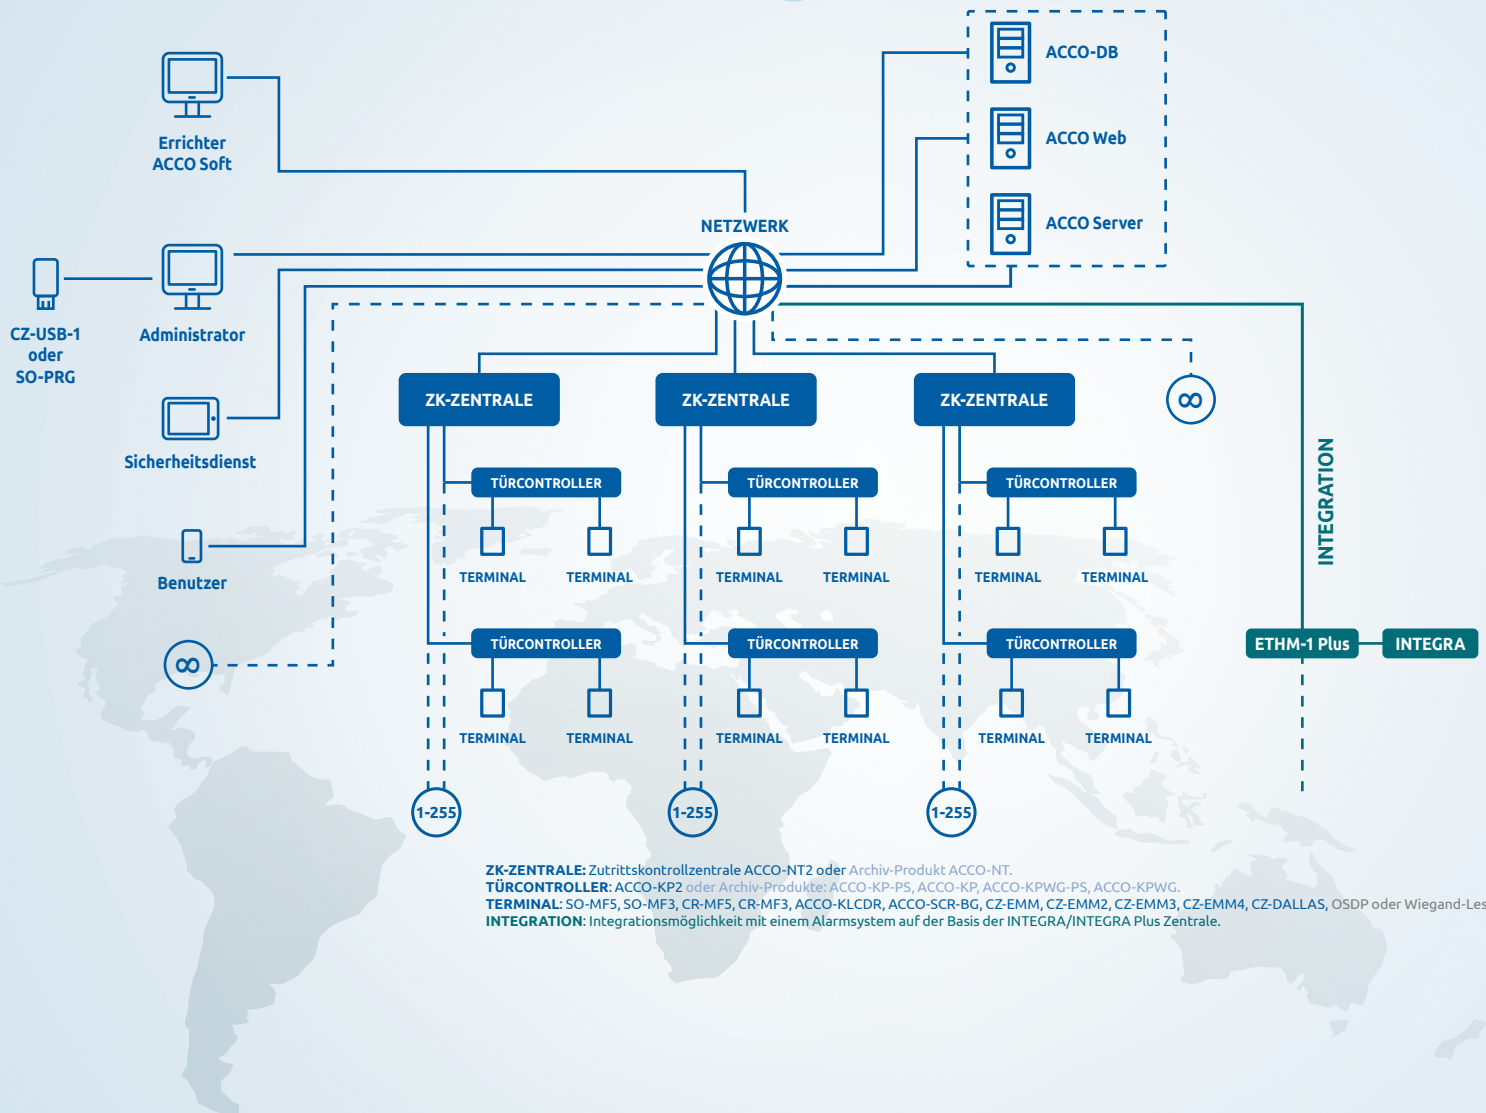 ACCO-DB
Errichter
ACCO Soft
ACCO Web
ACCO Server
NETZWERK
CZ-USB-1
oder
SO-PRG
Administrator
Sicherheitsdienst
Benutzer
∞
ZK-ZENTRALE
ZK-ZENTRALE
ZK-ZENTRALE
∞
TÜRCONTROLLER
TÜRCONTROLLER
TÜRCONTROLLER
TERMINAL
TERMINAL
TERMINAL
TERMINAL
TERMINAL
TERMINAL
TÜRCONTROLLER
TÜRCONTROLLER
TÜRCONTROLLER
TERMINAL
TERMINAL
TERMINAL
TERMINAL
TERMINAL
TERMINAL
1-255
1-255
1-255
INTEGRATION
ETHM-1 Plus
INTEGRA
ZK-ZENTRALE: Zutrittskontrollzentrale ACCO-NT2 oder Archiv-Produkt ACCO-NT.
TÜRCONTROLLER: ACCO-KP2 oder Archiv-Produkte: ACCO-KP-PS, ACCO-KP, ACCO-KPWG-PS, ACCO-KPWG.
TERMINAL: SO-MF5, SO-MF3, CR-MF5, CR-MF3, ACCO-KLCDR, ACCO-SCR-BG, CZ-EMM, CZ-EMM2, CZ-EMM3, CZ-EMM4, CZ-DALLAS, OSDP oder Wiegand-Les
INTEGRATION: Integrationsmöglichkeit mit einem Alarmsystem auf der Basis der INTEGRA/INTEGRA Plus Zentrale.